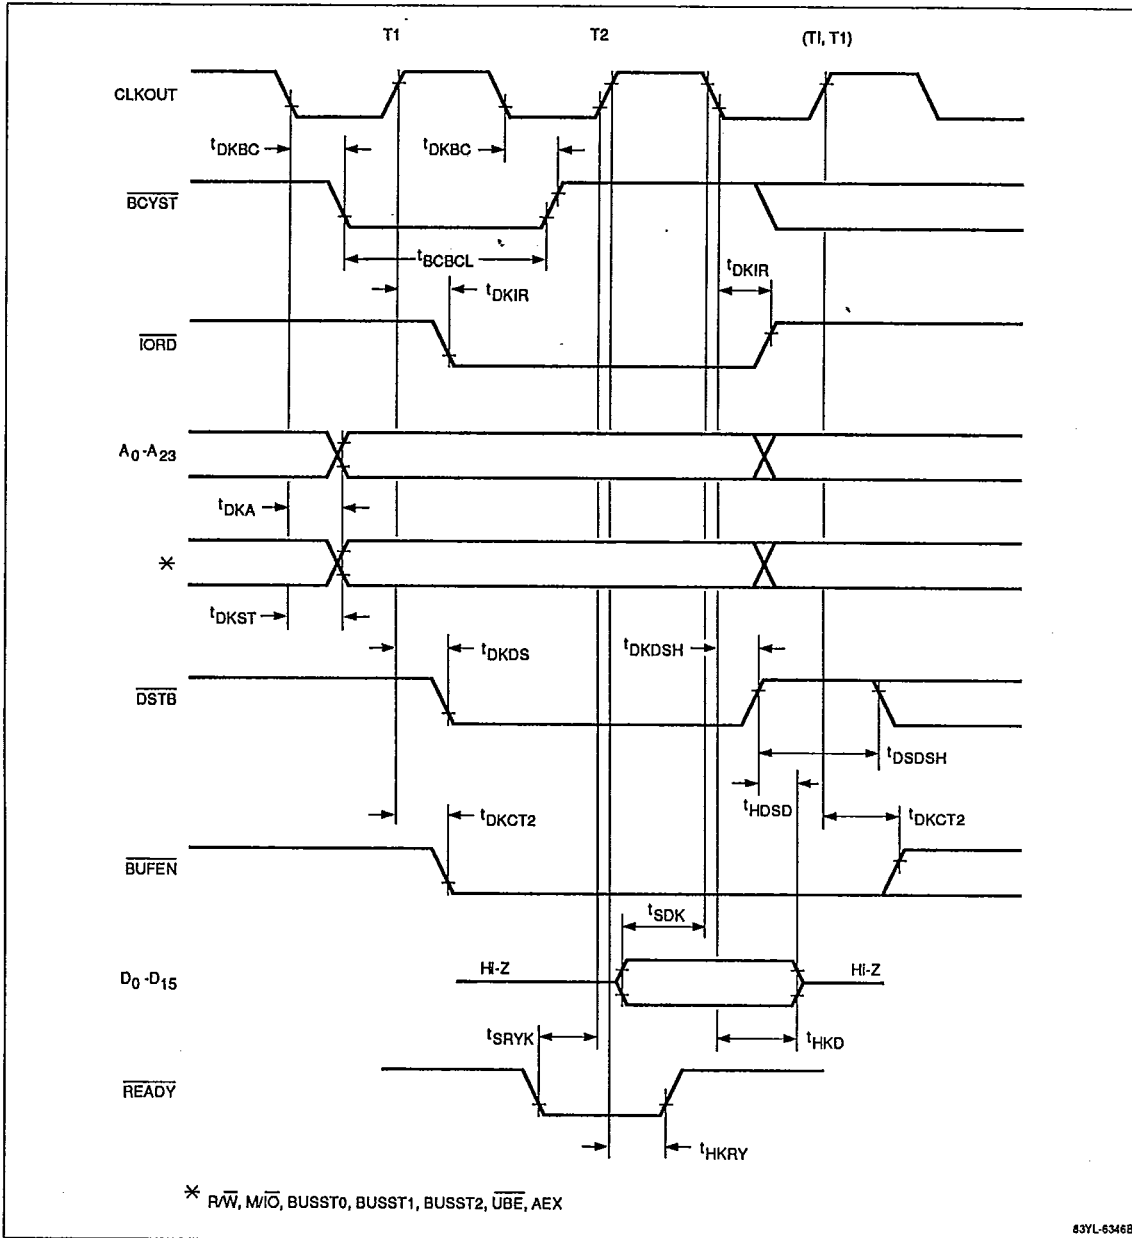 T1 T2 (TI, T1)
CLKOUT
tDKBC tDKBC
BCYST
tBCBCL
tDKIR tDKIR
IORD
A0-A23
tDKA
*
tDKST
tDKDS tDKDSH
DSTB
tDSDSH
tHDSD
tDKCT2 tDKCT2
BUFEN
tSDK
D0-D15 Hi-Z Hi-Z
tSRYK tHKD
READY
tHKRY
* R/W, M/IO, BUSST0, BUSST1, BUSST2, UBE, AEX
83YL-6346B